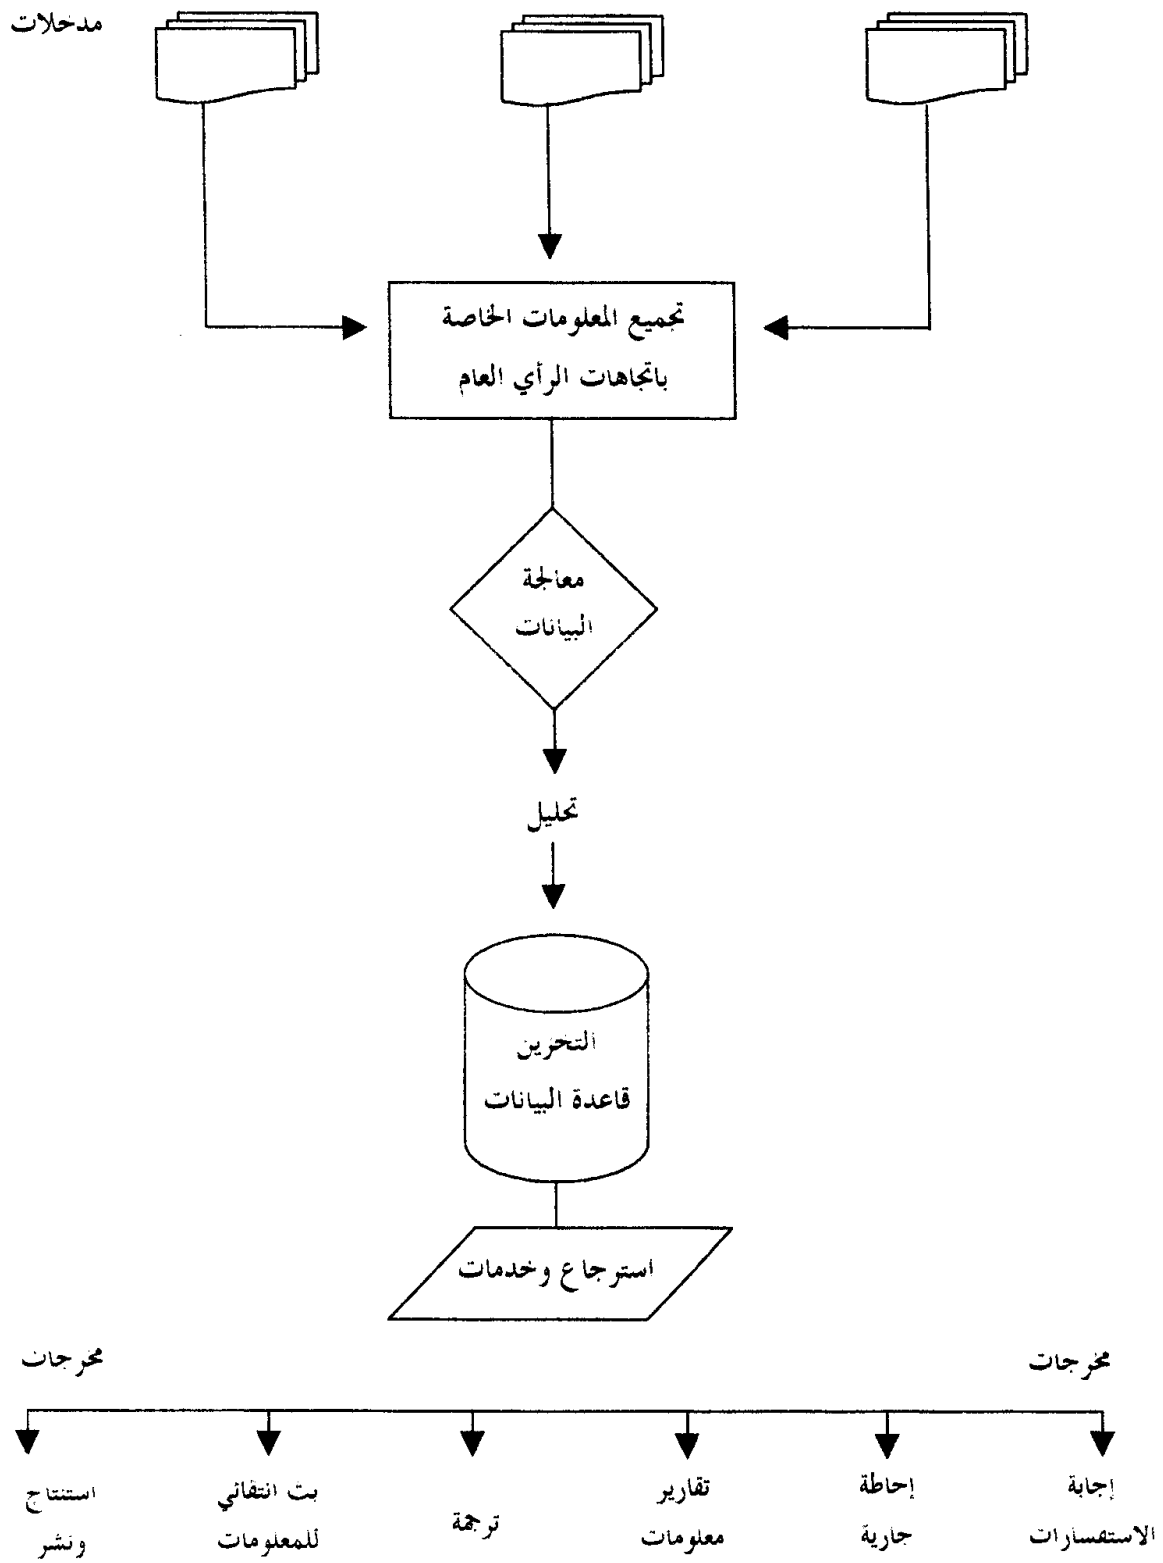 مدخلات
تجميع المعلومات الخاصة
باتجاهات الرأي العام
معالجة
البيانات
تحليل
التخزين
قاعدة البيانات
استرجاع وخدمات
مخرجات
مخرجات
إجابة
الاستفسارات
إحاطة
جارية
تقارير
معلومات
ترجمة
بث انتقائي
للمعلومات
استنتاج
ونشر